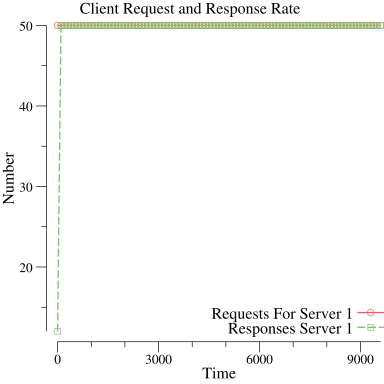 Client Request and Response Rate
50
40
30
20
Number
Requests For Server 1
Responses Server 1
0 3000 6000 9000
Time